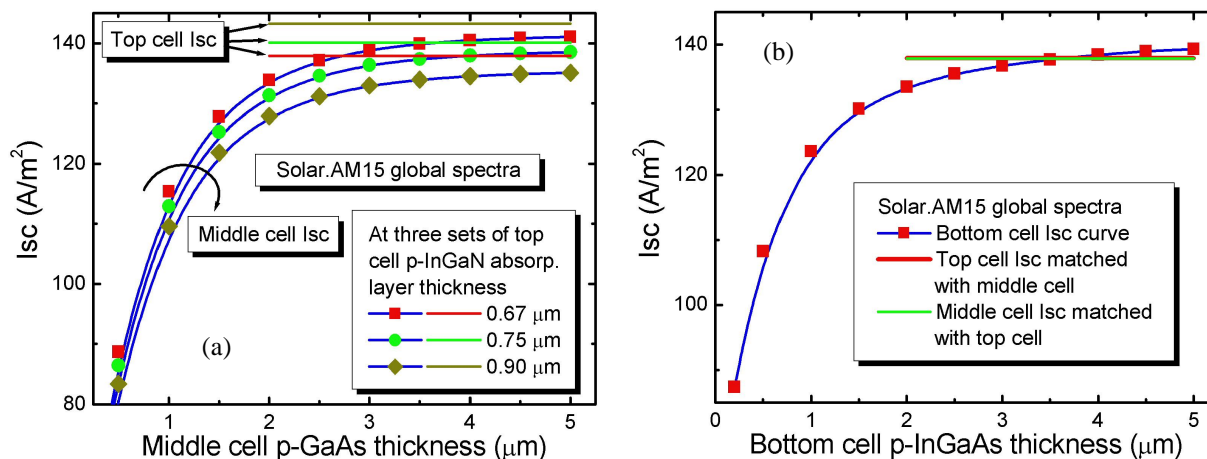 (a)
Top cell Isc
Solar.AM15 global spectra
Middle cell Isc
At three sets of top
cell p-InGaN absorp.
layer thickness
0.67 μm
0.75 μm
0.90 μm
Isc (A/m²)
140
120
100
80
1 2 3 4 5
Middle cell p-GaAs thickness (μm)
(b)
Solar.AM15 global spectra
Bottom cell Isc curve
Top cell Isc matched
with middle cell
Middle cell Isc matched
with top cell
Isc (A/m²)
140
120
100
0 1 2 3 4 5
Bottom cell p-InGaAs thickness (μm)